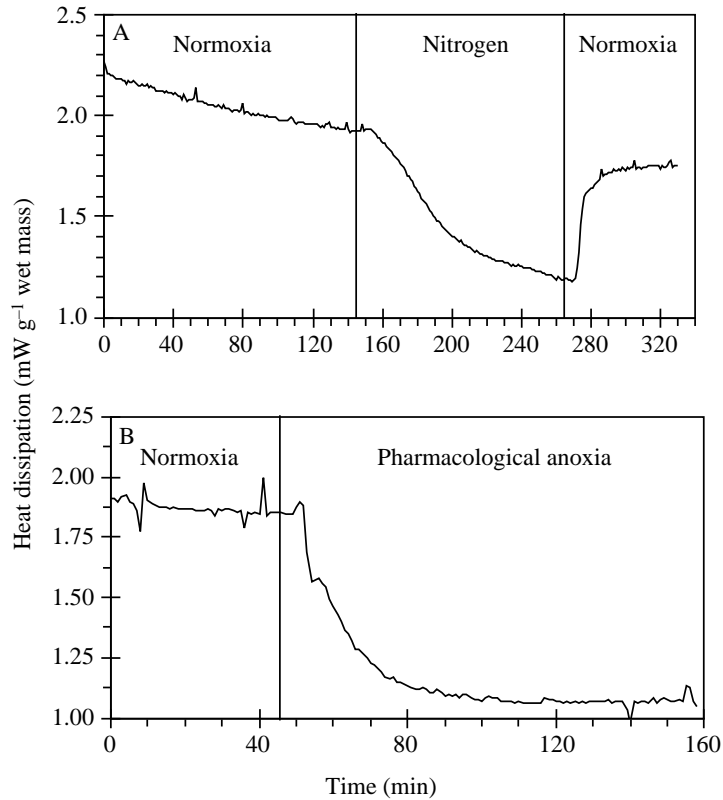 A
Normoxia
Nitrogen
Normoxia
2.5
2.0
1.5
1.0
0
40
80
120
160
200
240
280
320
Heat dissipation (mW g⁻¹ wet mass)
B
Normoxia
Pharmacological anoxia
2.25
2.00
1.75
1.50
1.25
1.00
0
40
80
120
160
Time (min)